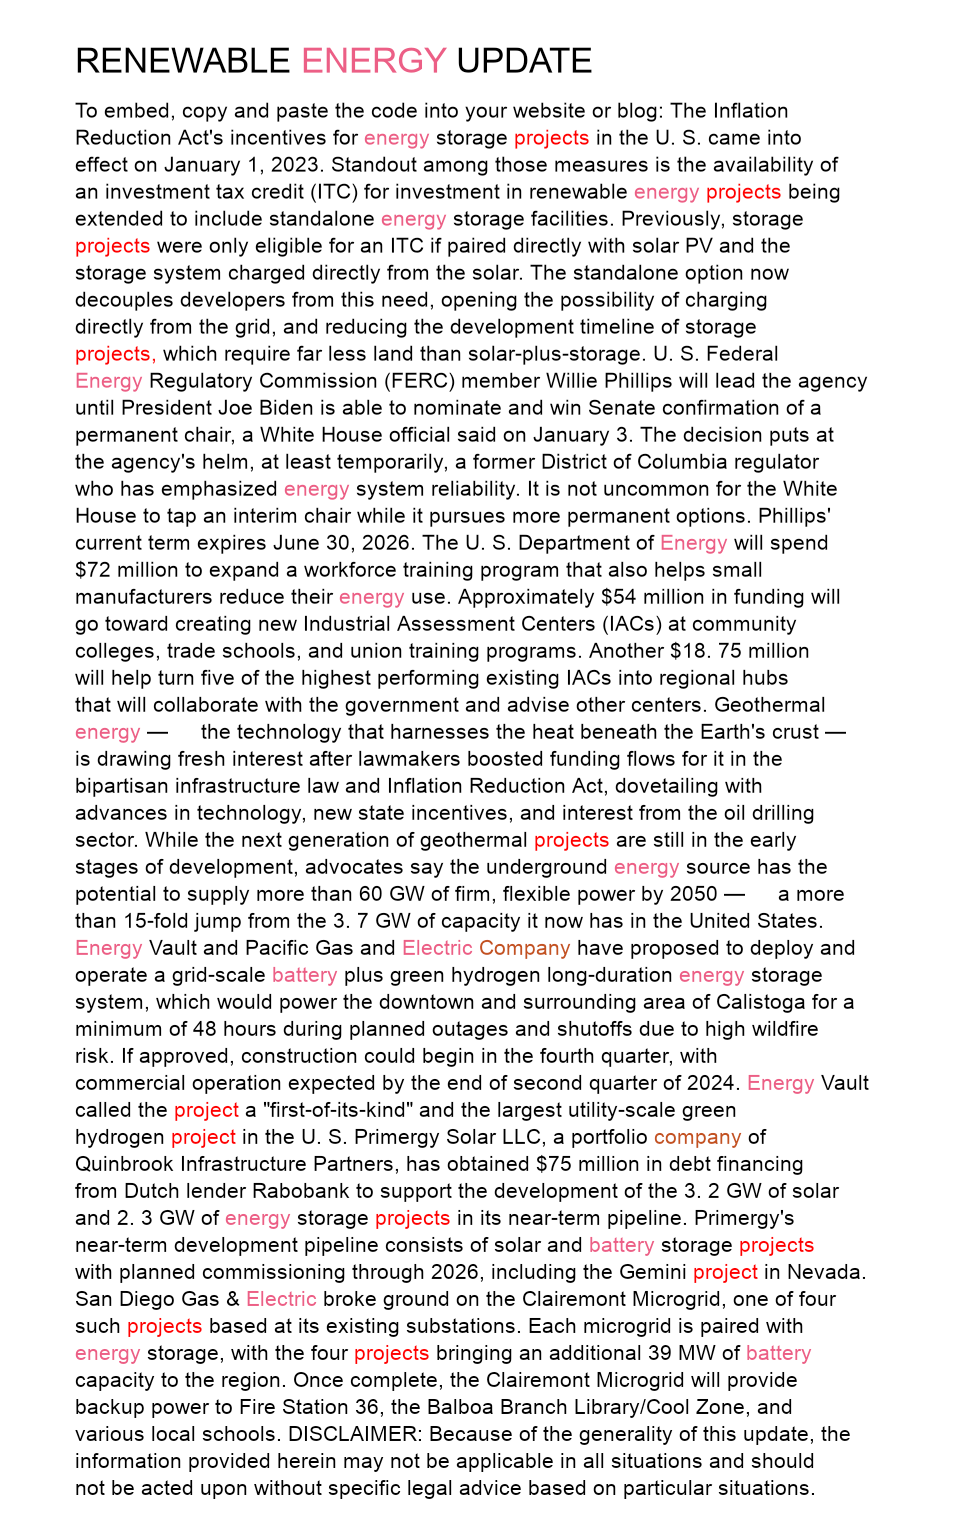 RENEWABLE ENERGY UPDATE
To embed, copy and paste the code into your website or blog: The Inflation
Reduction Act's incentives for energy storage projects in the U. S. came into
effect on January 1, 2023. Standout among those measures is the availability of
an investment tax credit (ITC) for investment in renewable energy projects being
extended to include standalone energy storage facilities. Previously, storage
projects were only eligible for an ITC if paired directly with solar PV and the
storage system charged directly from the solar. The standalone option now
decouples developers from this need, opening the possibility of charging
directly from the grid, and reducing the development timeline of storage
projects, which require far less land than solar-plus-storage. U. S. Federal
Energy Regulatory Commission (FERC) member Willie Phillips will lead the agency
until President Joe Biden is able to nominate and win Senate confirmation of a
permanent chair, a White House official said on January 3. The decision puts at
the agency's helm, at least temporarily, a former District of Columbia regulator
who has emphasized energy system reliability. It is not uncommon for the White
House to tap an interim chair while it pursues more permanent options. Phillips'
current term expires June 30, 2026. The U. S. Department of Energy will spend
$72 million to expand a workforce training program that also helps small
manufacturers reduce their energy use. Approximately $54 million in funding will
go toward creating new Industrial Assessment Centers (IACs) at community
colleges, trade schools, and union training programs. Another $18. 75 million
will help turn five of the highest performing existing IACs into regional hubs
that will collaborate with the government and advise other centers. Geothermal
energy — the technology that harnesses the heat beneath the Earth's crust —
is drawing fresh interest after lawmakers boosted funding flows for it in the
bipartisan infrastructure law and Inflation Reduction Act, dovetailing with
advances in technology, new state incentives, and interest from the oil drilling
sector. While the next generation of geothermal projects are still in the early
stages of development, advocates say the underground energy source has the
potential to supply more than 60 GW of firm, flexible power by 2050 — a more
than 15-fold jump from the 3. 7 GW of capacity it now has in the United States.
Energy Vault and Pacific Gas and Electric Company have proposed to deploy and
operate a grid-scale battery plus green hydrogen long-duration energy storage
system, which would power the downtown and surrounding area of Calistoga for a
minimum of 48 hours during planned outages and shutoffs due to high wildfire
risk. If approved, construction could begin in the fourth quarter, with
commercial operation expected by the end of second quarter of 2024. Energy Vault
called the project a "first-of-its-kind" and the largest utility-scale green
hydrogen project in the U. S. Primergy Solar LLC, a portfolio company of
Quinbrook Infrastructure Partners, has obtained $75 million in debt financing
from Dutch lender Rabobank to support the development of the 3. 2 GW of solar
and 2. 3 GW of energy storage projects in its near-term pipeline. Primergy's
near-term development pipeline consists of solar and battery storage projects
with planned commissioning through 2026, including the Gemini project in Nevada.
San Diego Gas & Electric broke ground on the Clairemont Microgrid, one of four
such projects based at its existing substations. Each microgrid is paired with
energy storage, with the four projects bringing an additional 39 MW of battery
capacity to the region. Once complete, the Clairemont Microgrid will provide
backup power to Fire Station 36, the Balboa Branch Library/Cool Zone, and
various local schools. DISCLAIMER: Because of the generality of this update, the
information provided herein may not be applicable in all situations and should
not be acted upon without specific legal advice based on particular situations.